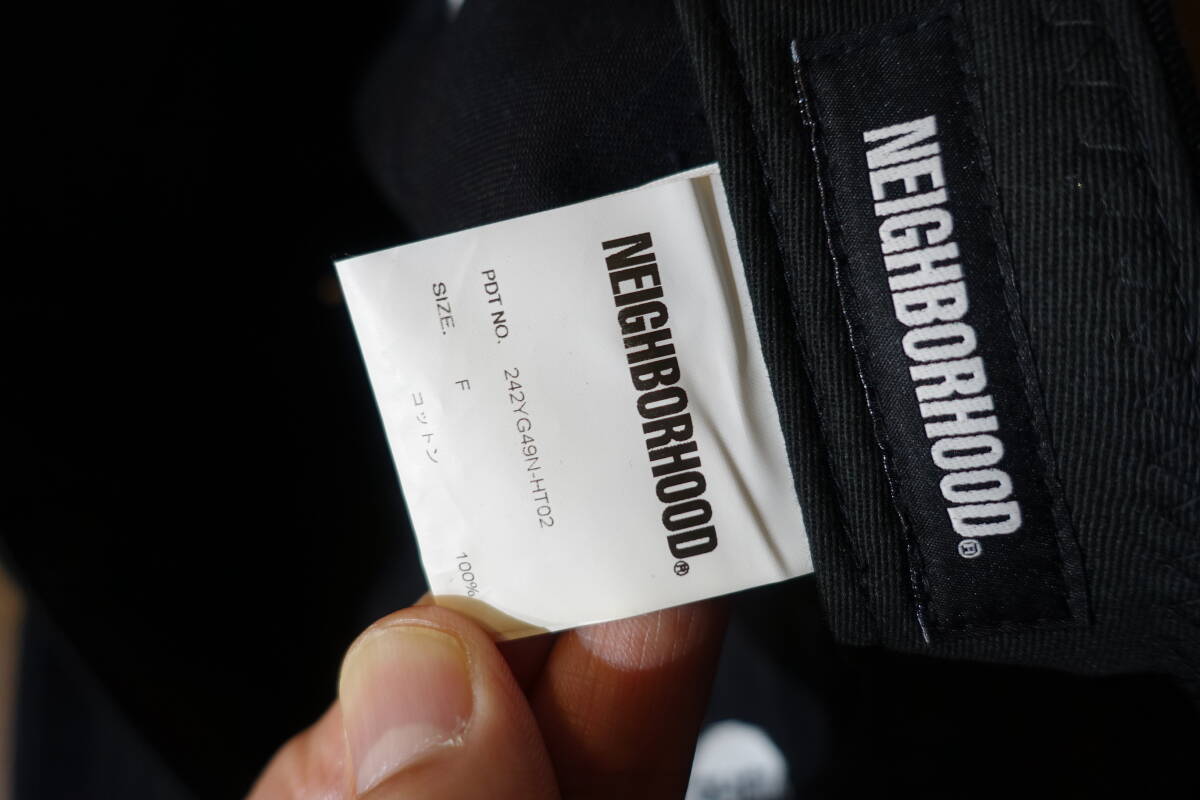 NEIGHBORHOOD®
PDT NO. 242YG49N-HT02
SIZE. F
コットン 100%
NEIGHBORHOOD®